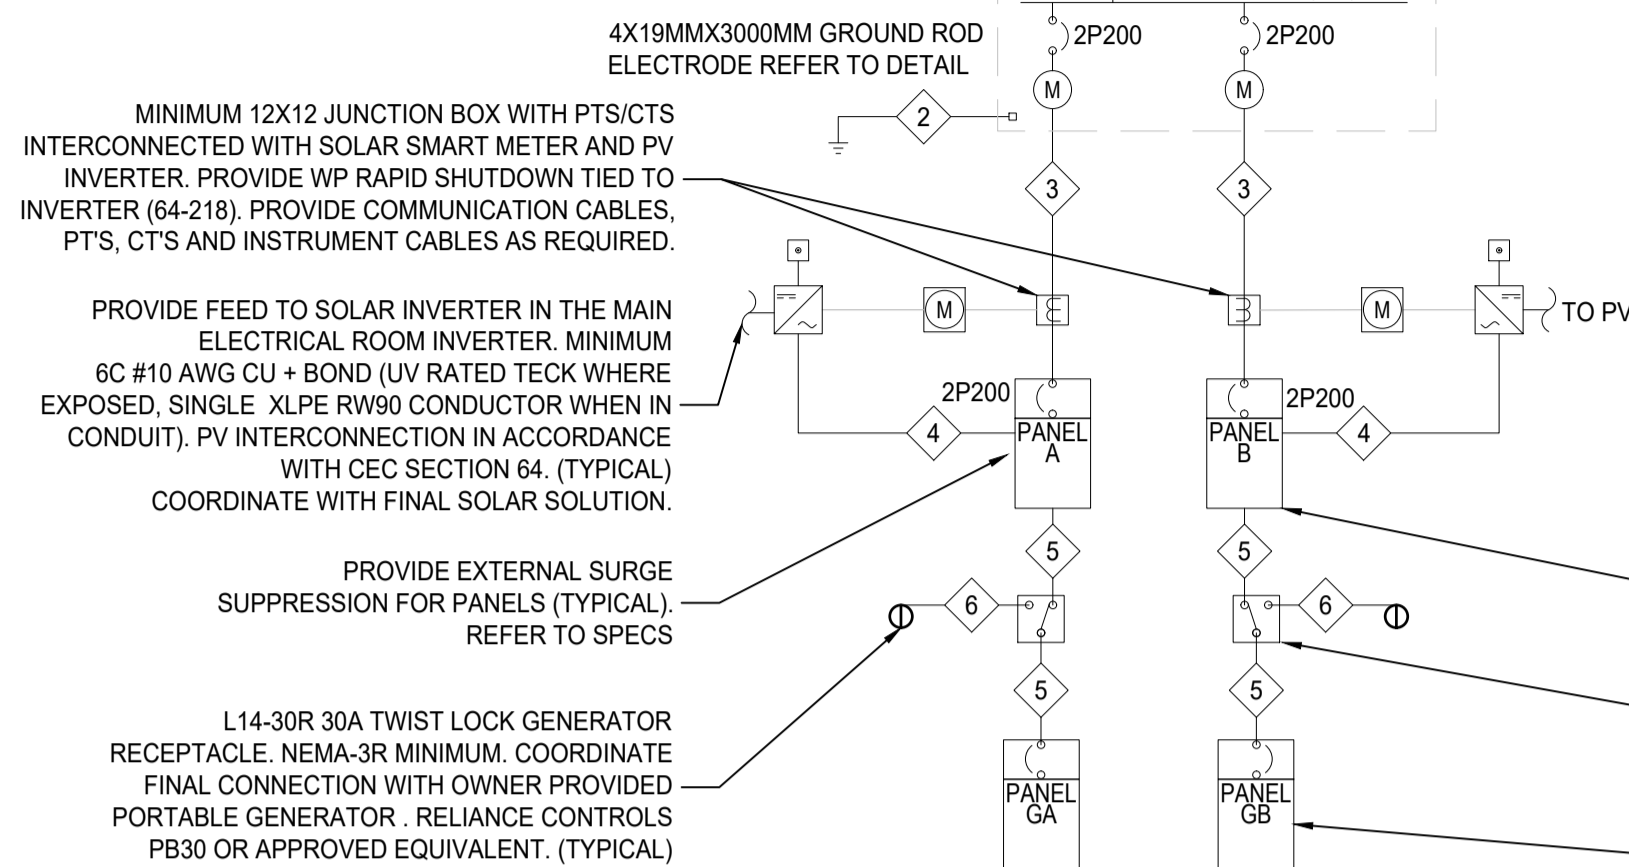 4X19MMX3000MM GROUND ROD
ELECTRODE REFER TO DETAIL
2P200
2P200
M
M
2
MINIMUM 12X12 JUNCTION BOX WITH PTS/CTS
INTERCONNECTED WITH SOLAR SMART METER AND PV
INVERTER. PROVIDE WP RAPID SHUTDOWN TIED TO
INVERTER (64-218). PROVIDE COMMUNICATION CABLES,
PT'S, CT'S AND INSTRUMENT CABLES AS REQUIRED.
3
3
PROVIDE FEED TO SOLAR INVERTER IN THE MAIN
ELECTRICAL ROOM INVERTER. MINIMUM
6C #10 AWG CU + BOND (UV RATED TECK WHERE
EXPOSED, SINGLE XLPE RW90 CONDUCTOR WHEN IN
CONDUIT). PV INTERCONNECTION IN ACCORDANCE
WITH CEC SECTION 64. (TYPICAL)
COORDINATE WITH FINAL SOLAR SOLUTION.
M
M
TO PV
2P200
2P200
4
PANEL
A
PANEL
B
4
PROVIDE EXTERNAL SURGE
SUPPRESSION FOR PANELS (TYPICAL).
REFER TO SPECS
5
5
6
6
5
5
L14-30R 30A TWIST LOCK GENERATOR
RECEPTACLE. NEMA-3R MINIMUM. COORDINATE
FINAL CONNECTION WITH OWNER PROVIDED
PORTABLE GENERATOR . RELIANCE CONTROLS
PB30 OR APPROVED EQUIVALENT. (TYPICAL)
PANEL
GA
PANEL
GB